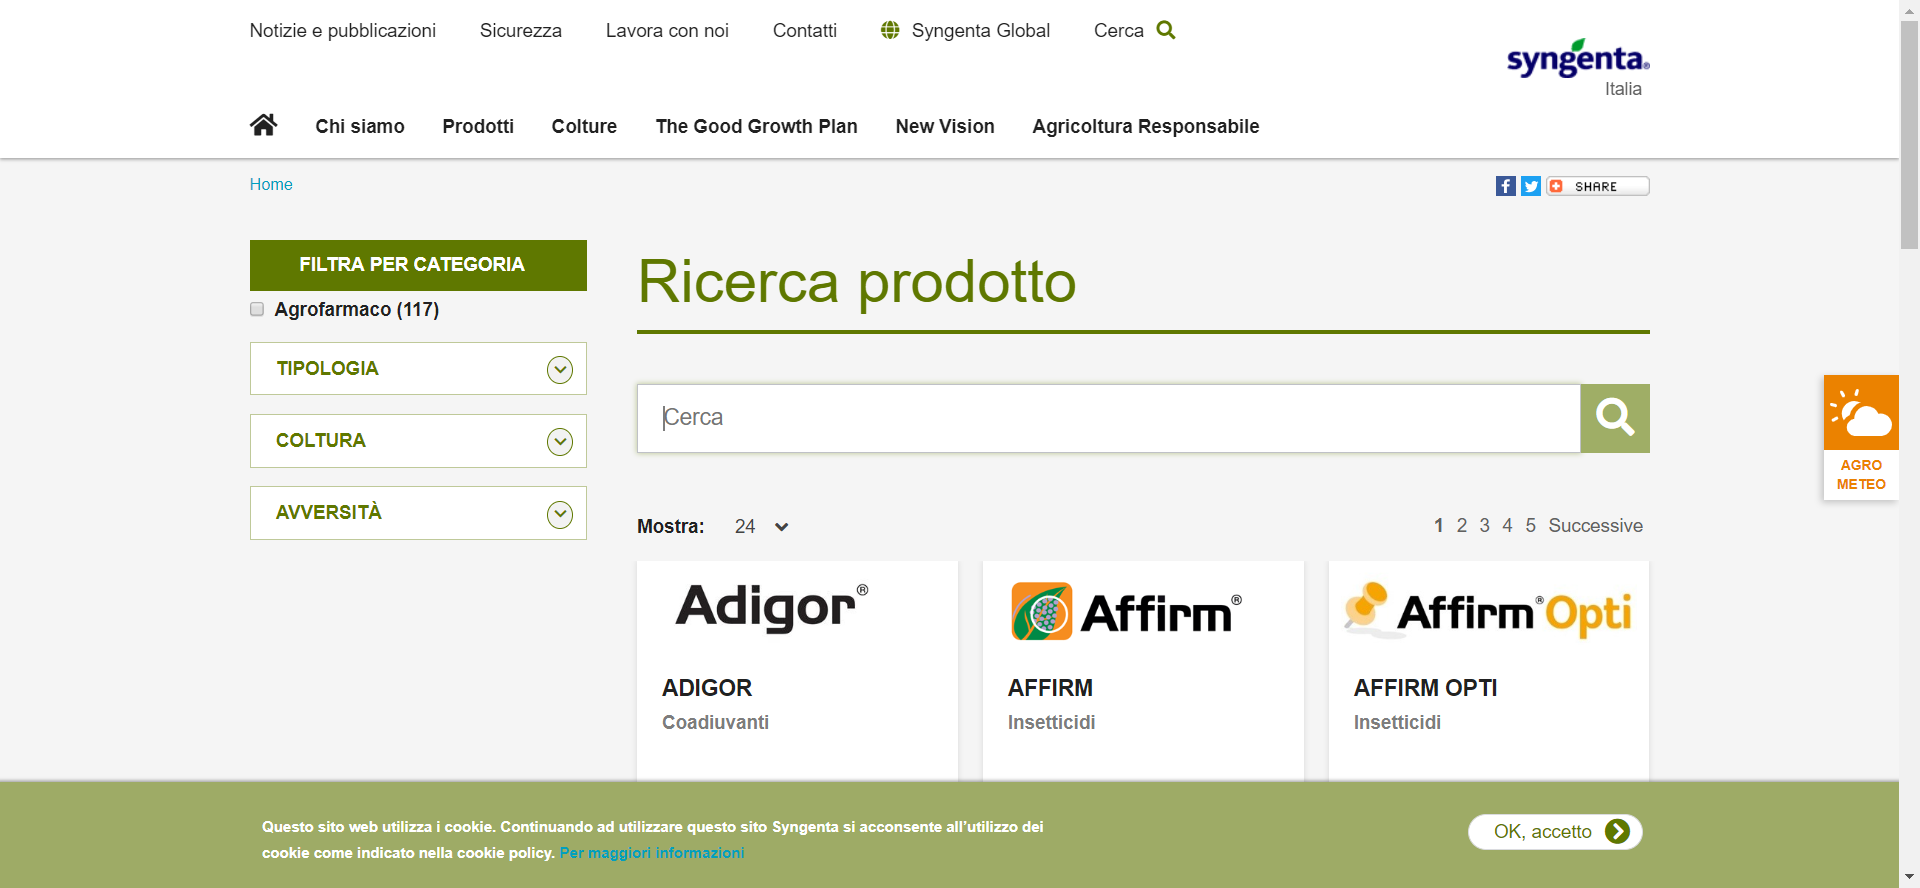 Notizie e pubblicazioni Sicurezza Lavora con noi Contatti Syngenta Global Cerca
syngenta®
Italia
Chi siamo Prodotti Colture The Good Growth Plan New Vision Agricoltura Responsabile
Home
SHARE
FILTRA PER CATEGORIA
Agrofarmaco (117)
TIPOLOGIA
COLTURA
AVVERSITÀ
Ricerca prodotto
Cerca
AGRO
METEO
Mostra: 24
1 2 3 4 5 Successive
Adigor®
ADIGOR
Coadiuvanti
Affirm®
AFFIRM
Insetticidi
Affirm® Opti
AFFIRM OPTI
Insetticidi
Questo sito web utilizza i cookie. Continuando ad utilizzare questo sito Syngenta si acconsente all'utilizzo dei
cookie come indicato nella cookie policy. Per maggiori informazioni
OK, accetto